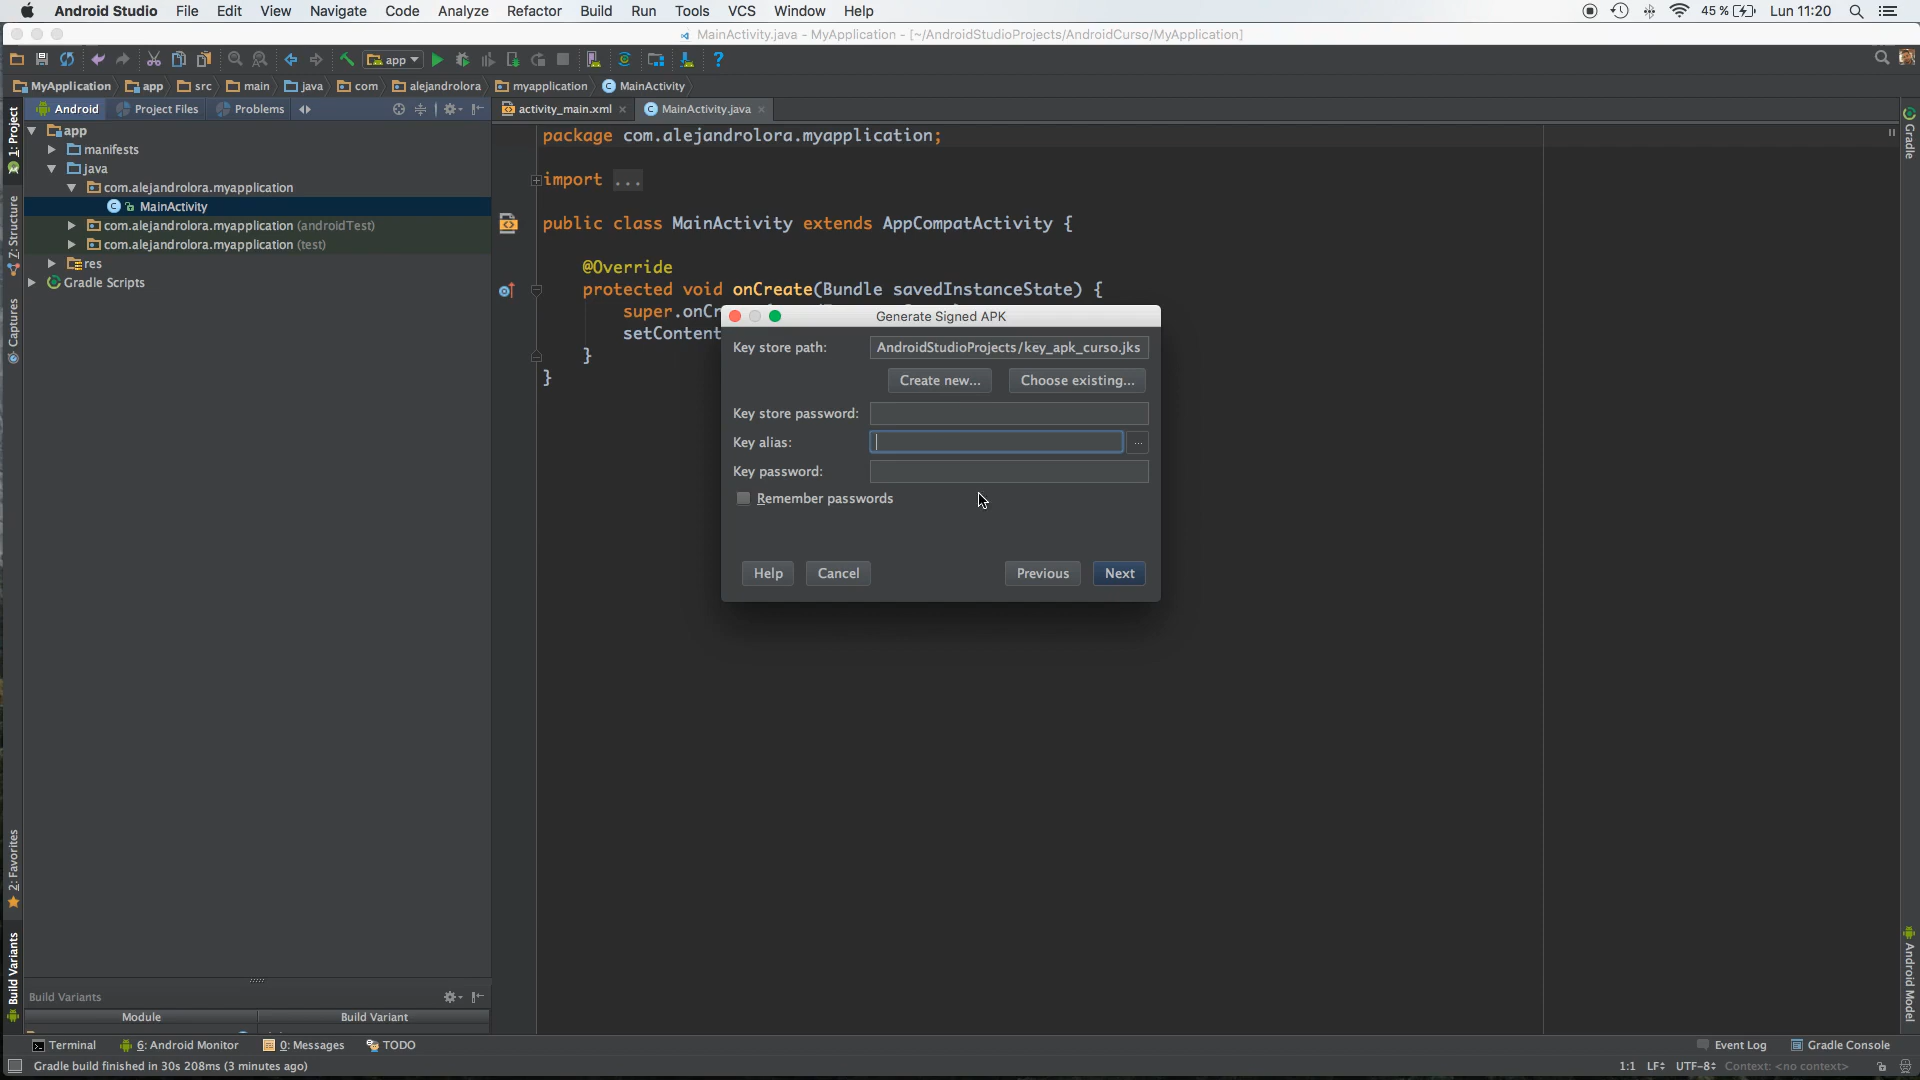 Android Studio File Edit View Navigate Code Analyze Refactor Build Run Tools VCS Window Help 45 % Lun 11:20
MainActivity.java - MyApplication - [~/AndroidStudioProjects/AndroidCurso/MyApplication]
app
MyApplication app src main java com alejandrolora myapplication MainActivity
Android Project Files Problems activity_main.xml MainActivity.java
1: Project
Z: Structure
Captures
2: Favorites
Build Variants
app
manifests
java
com.alejandrolora.myapplication
MainActivity
com.alejandrolora.myapplication (androidTest)
com.alejandrolora.myapplication (test)
res
Gradle Scripts
package com.alejandrolora.myapplication;
import ...
public class MainActivity extends AppCompatActivity {
@Override
protected void onCreate(Bundle savedInstanceState) {
super.onCr
setContent
}
}
Generate Signed APK
Key store path: AndroidStudioProjects/key_apk_curso.jks
Create new... Choose existing...
Key store password:
Key alias: ...
Key password:
Remember passwords
Help Cancel Previous Next
Gradle
Android Model
Build Variants
Module Build Variant
Terminal 6: Android Monitor 0: Messages TODO Event Log Gradle Console
Gradle build finished in 30s 208ms (3 minutes ago) 1:1 LF UTF-8 Context: <no context>